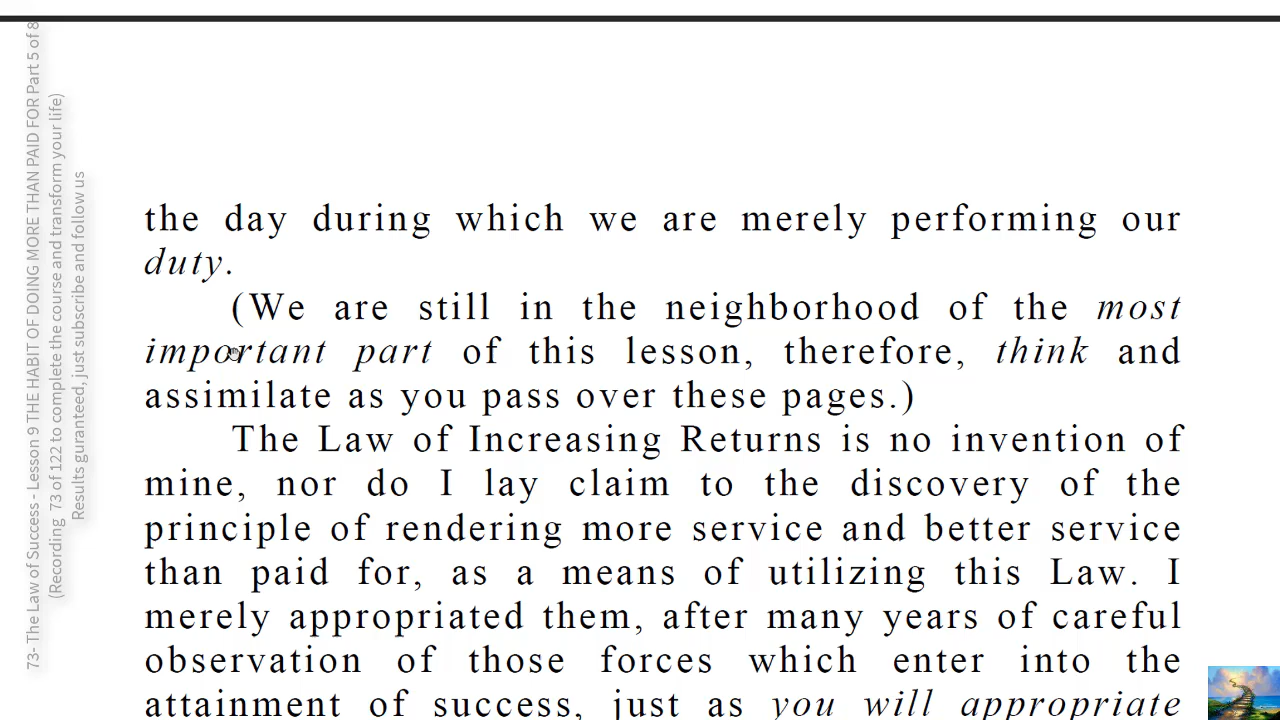 73- The Law of Success - Lesson 9 THE HABIT OF DOING MORE THAN PAID FOR Part 5 of 8
(Recording 73 of 122 to complete the course and transform your life)
Results guranteed, just subscribe and follow us
the day during which we are merely performing our
duty.
(We are still in the neighborhood of the most
important part of this lesson, therefore, think and
assimilate as you pass over these pages.)
The Law of Increasing Returns is no invention of
mine, nor do I lay claim to the discovery of the
principle of rendering more service and better service
than paid for, as a means of utilizing this Law. I
merely appropriated them, after many years of careful
observation of those forces which enter into the
attainment of success, just as you will appropriate